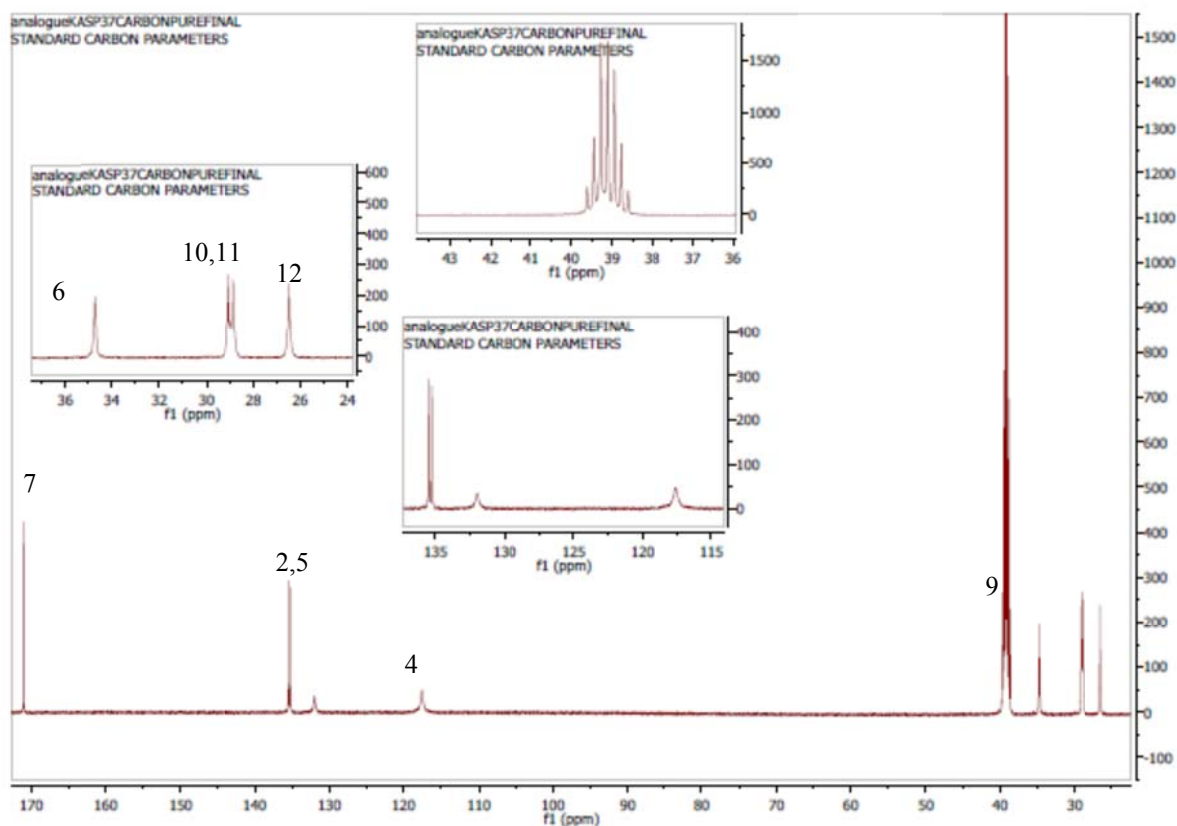 analogueKASP37CARBONPUREFINAL
STANDARD CARBON PARAMETERS
analogueKASP37CARBONPUREFINAL
STANDARD CARBON PARAMETERS
1500
1000
500
0
43 42 41 40 39 38 37 36
f1 (ppm)
analogueKASP37CARBONPUREFINAL
STANDARD CARBON PARAMETERS
600
500
400
300
200
100
0
6
10,11
12
36 34 32 30 28 26 24
f1 (ppm)
analogueKASP37CARBONPUREFINAL
STANDARD CARBON PARAMETERS
400
300
200
100
0
135 130 125 120 115
f1 (ppm)
7
2,5
4
9
1500
1400
1300
1200
1100
1000
900
800
700
600
500
400
300
200
100
0
-100
170 160 150 140 130 120 110 100 90 80 70 60 50 40 30
f1 (ppm)